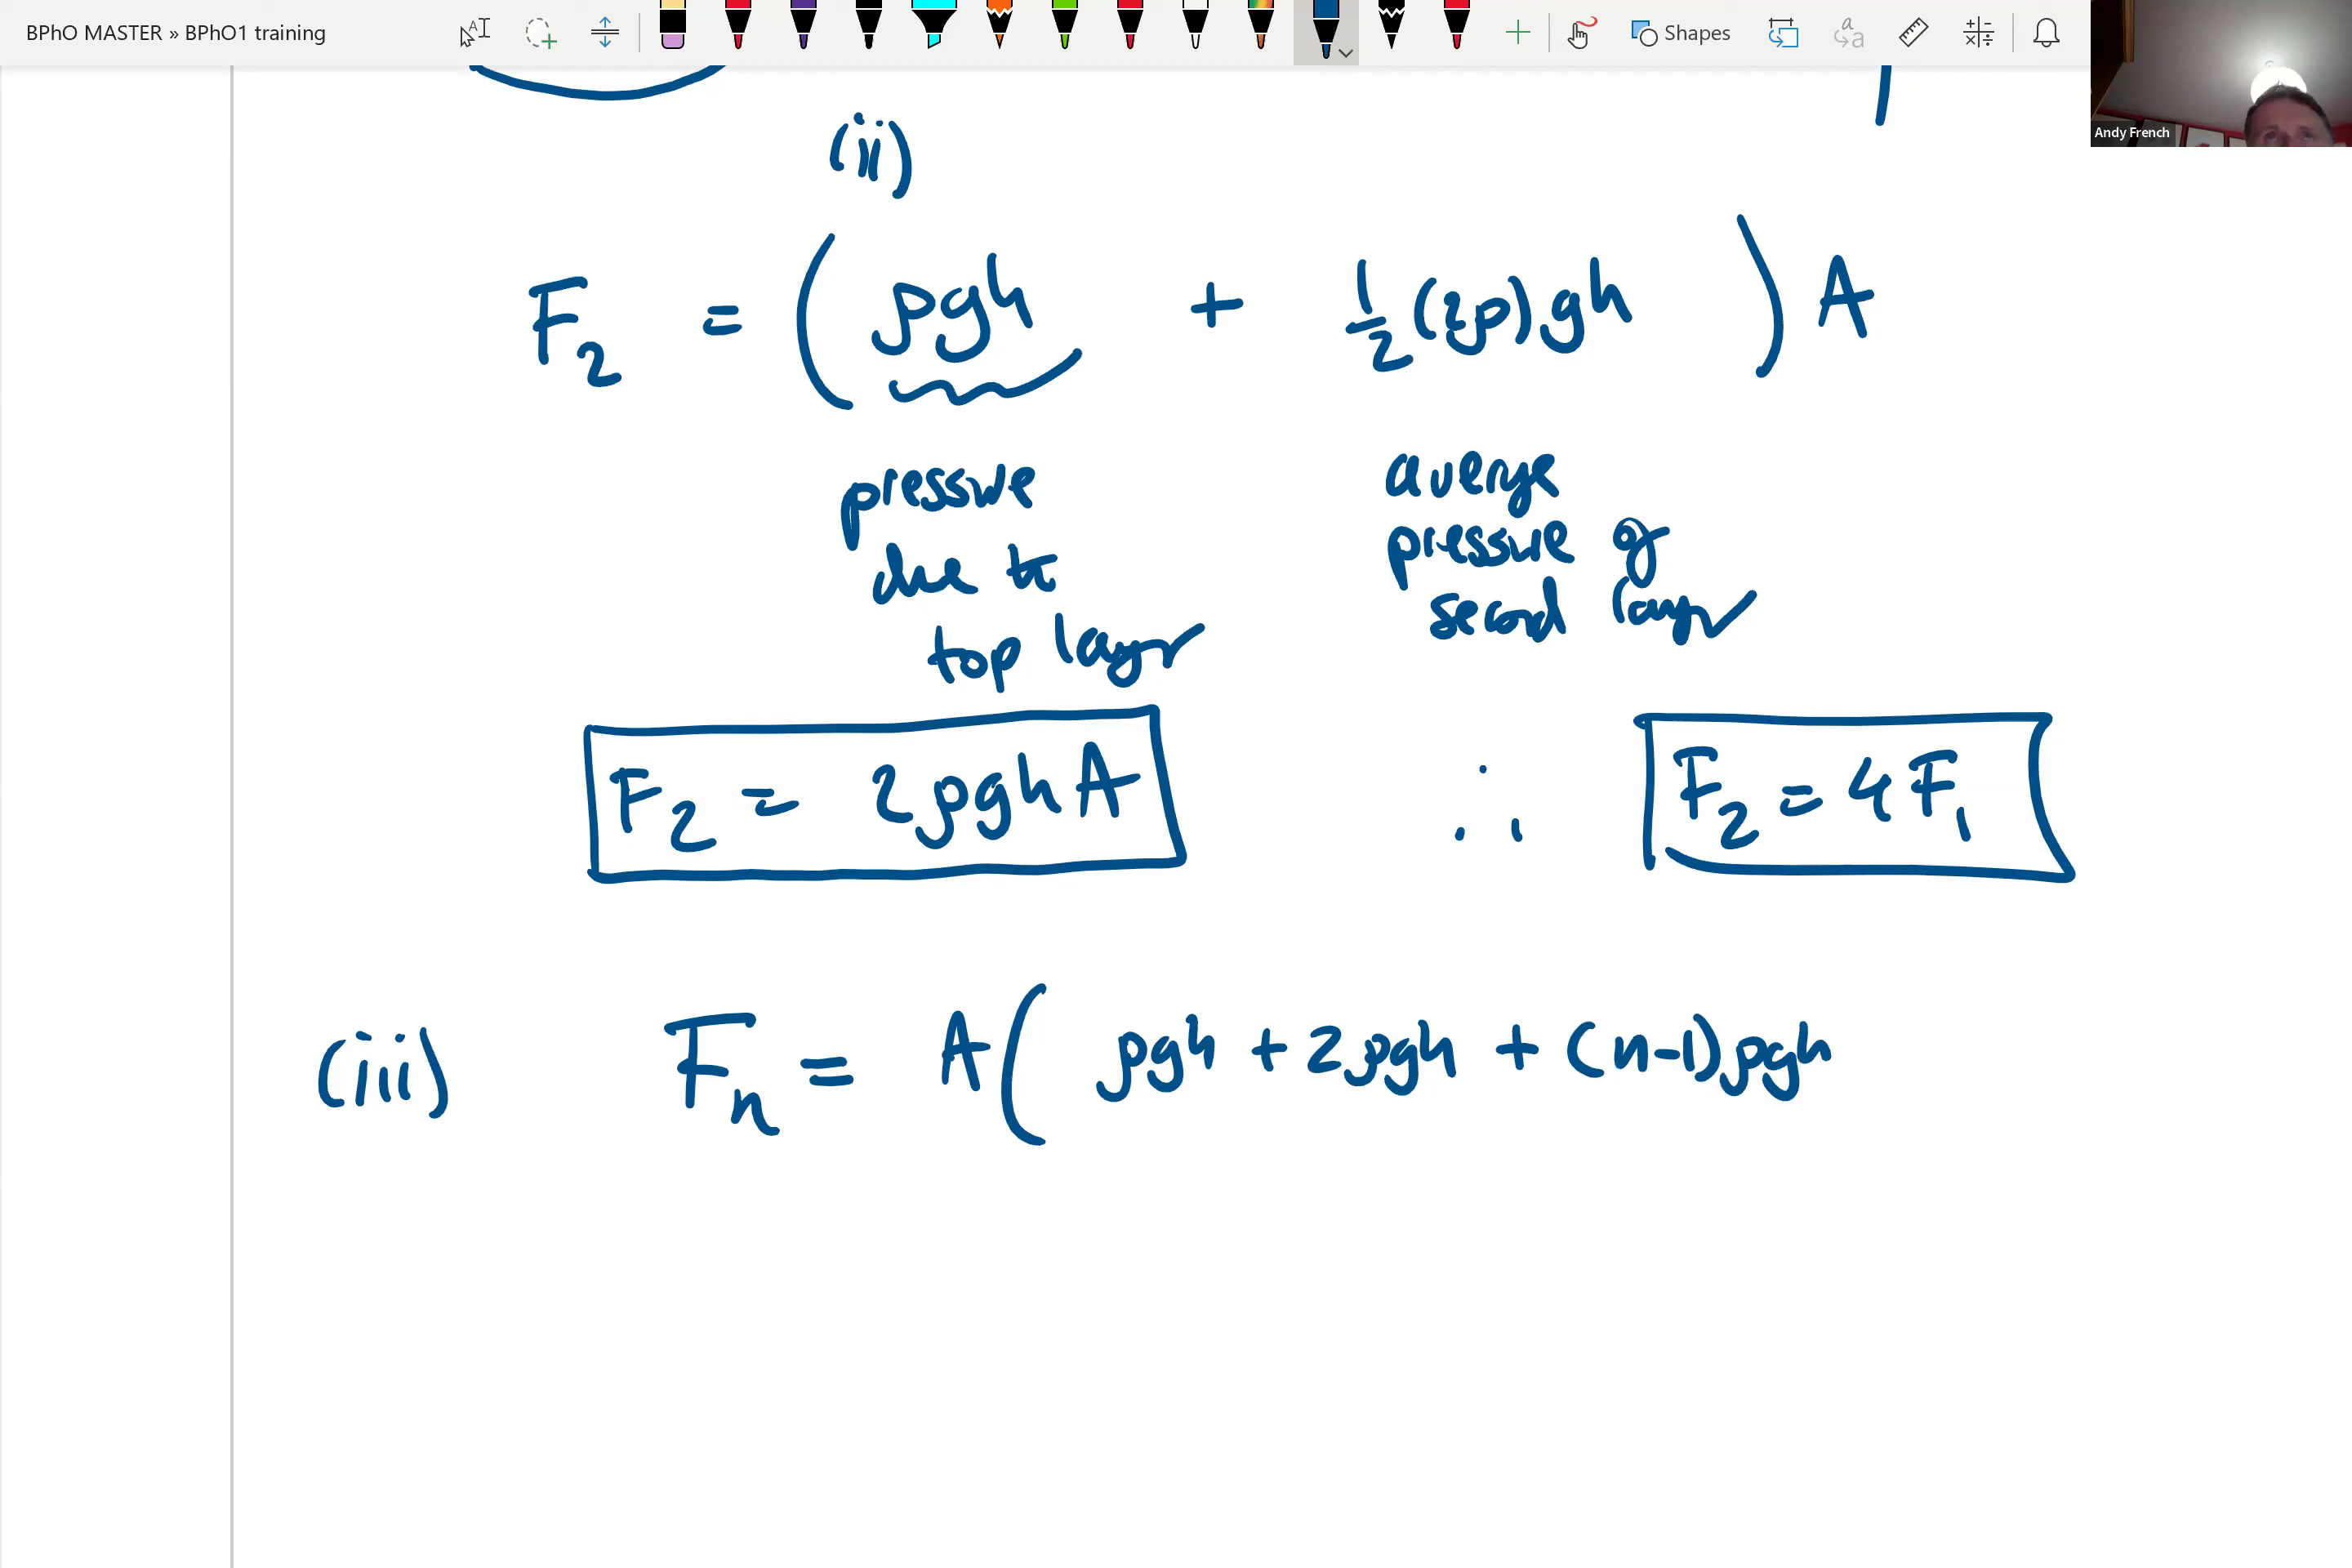 BPhO MASTER » BPhO1 training
Shapes
Andy French
(ii)
F₂ = ( ρgh + ½ (2ρ)gh ) A
pressure
due to
top layer
average
pressure of
second layer
F₂ = 2ρghA ∴ F₂ = 4F₁
(iii) Fₙ = A( ρgh + 2ρgh + (n-1)ρgh